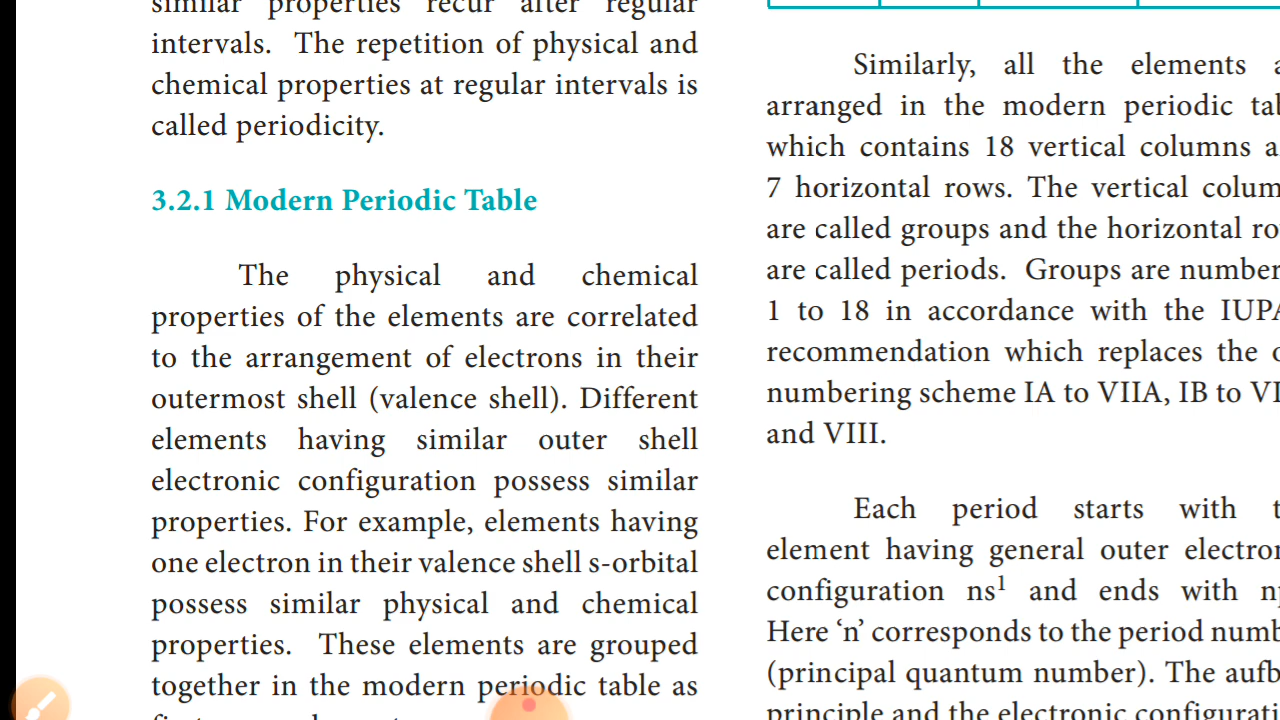 similar properties recur after regular
intervals. The repetition of physical and
chemical properties at regular intervals is
called periodicity.
3.2.1 Modern Periodic Table
The physical and chemical
properties of the elements are correlated
to the arrangement of electrons in their
outermost shell (valence shell). Different
elements having similar outer shell
electronic configuration possess similar
properties. For example, elements having
one electron in their valence shell s-orbital
possess similar physical and chemical
properties. These elements are grouped
together in the modern periodic table as
Similarly, all the elements
arranged in the modern periodic
which contains 18 vertical columns
7 horizontal rows. The vertical
are called groups and the horizontal
are called periods. Groups are
1 to 18 in accordance with the
recommendation which replaces the
numbering scheme IA to VIIA, IB to
and VIII.
Each period starts with
element having general outer
configuration ns¹ and ends with
Here ‘n’ corresponds to the period
(principal quantum number). The
principle and the electronic